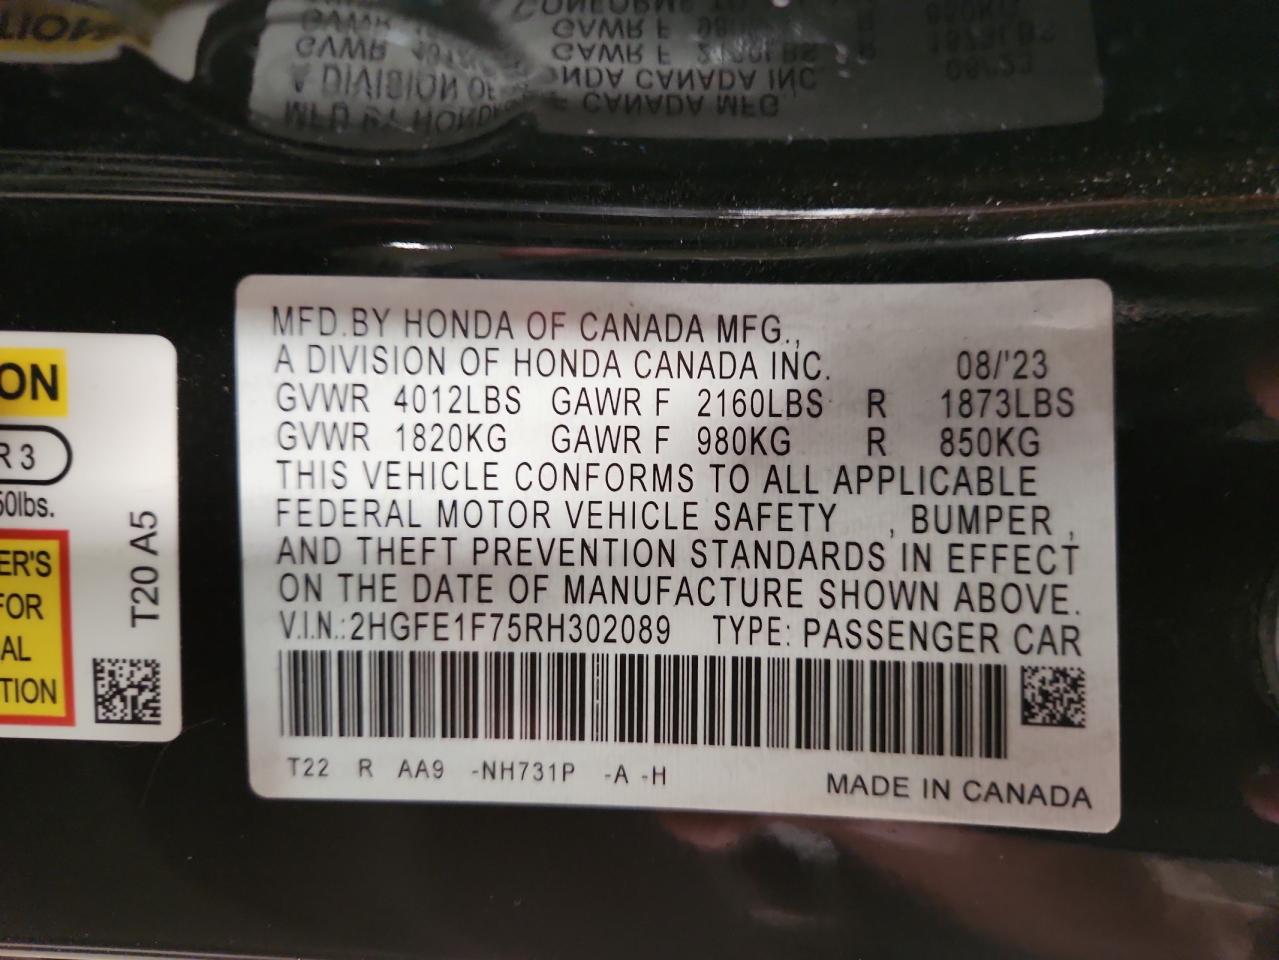 MFD.BY HONDA OF CANADA MFG.,
A DIVISION OF HONDA CANADA INC. 08/'23
GVWR 4012LBS GAWR F 2160LBS R 1873LBS
GVWR 1820KG GAWR F 980KG R 850KG
THIS VEHICLE CONFORMS TO ALL APPLICABLE
FEDERAL MOTOR VEHICLE SAFETY , BUMPER ,
AND THEFT PREVENTION STANDARDS IN EFFECT
ON THE DATE OF MANUFACTURE SHOWN ABOVE.
V.I.N.:2HGFE1F75RH302089 TYPE: PASSENGER CAR
T22 R AA9 -NH731P -A -H
MADE IN CANADA
ON
R 3
50lbs.
ER'S
FOR
AL
TION
T20 A5